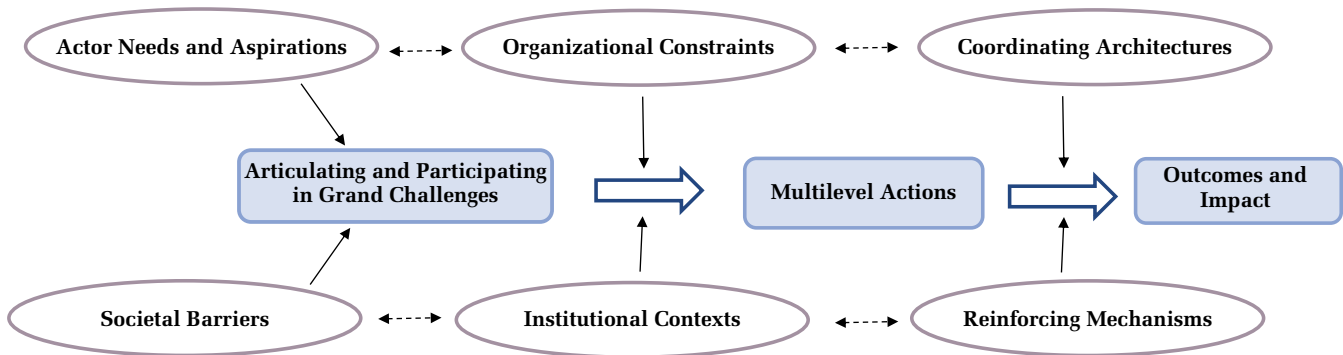 Actor Needs and Aspirations
Organizational Constraints
Coordinating Architectures
Articulating and Participating
in Grand Challenges
Multilevel Actions
Outcomes and
Impact
Societal Barriers
Institutional Contexts
Reinforcing Mechanisms